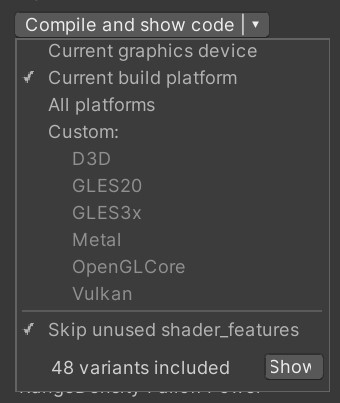 Compile and show code | ▾
Current graphics device
✓ Current build platform
All platforms
Custom:
D3D
GLES20
GLES3x
Metal
OpenGLCore
Vulkan
✓ Skip unused shader_features
48 variants included Show